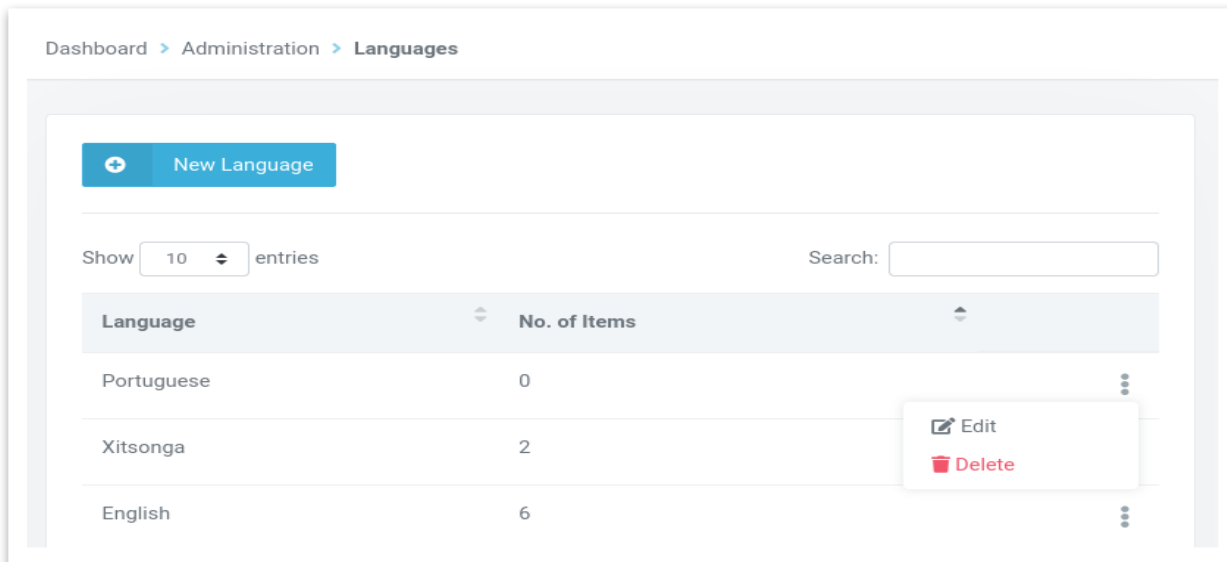 Dashboard > Administration > Languages
New Language
Show 10 entries Search:
Language No. of Items
Portuguese 0
Edit
Xitsonga 2
Delete
English 6